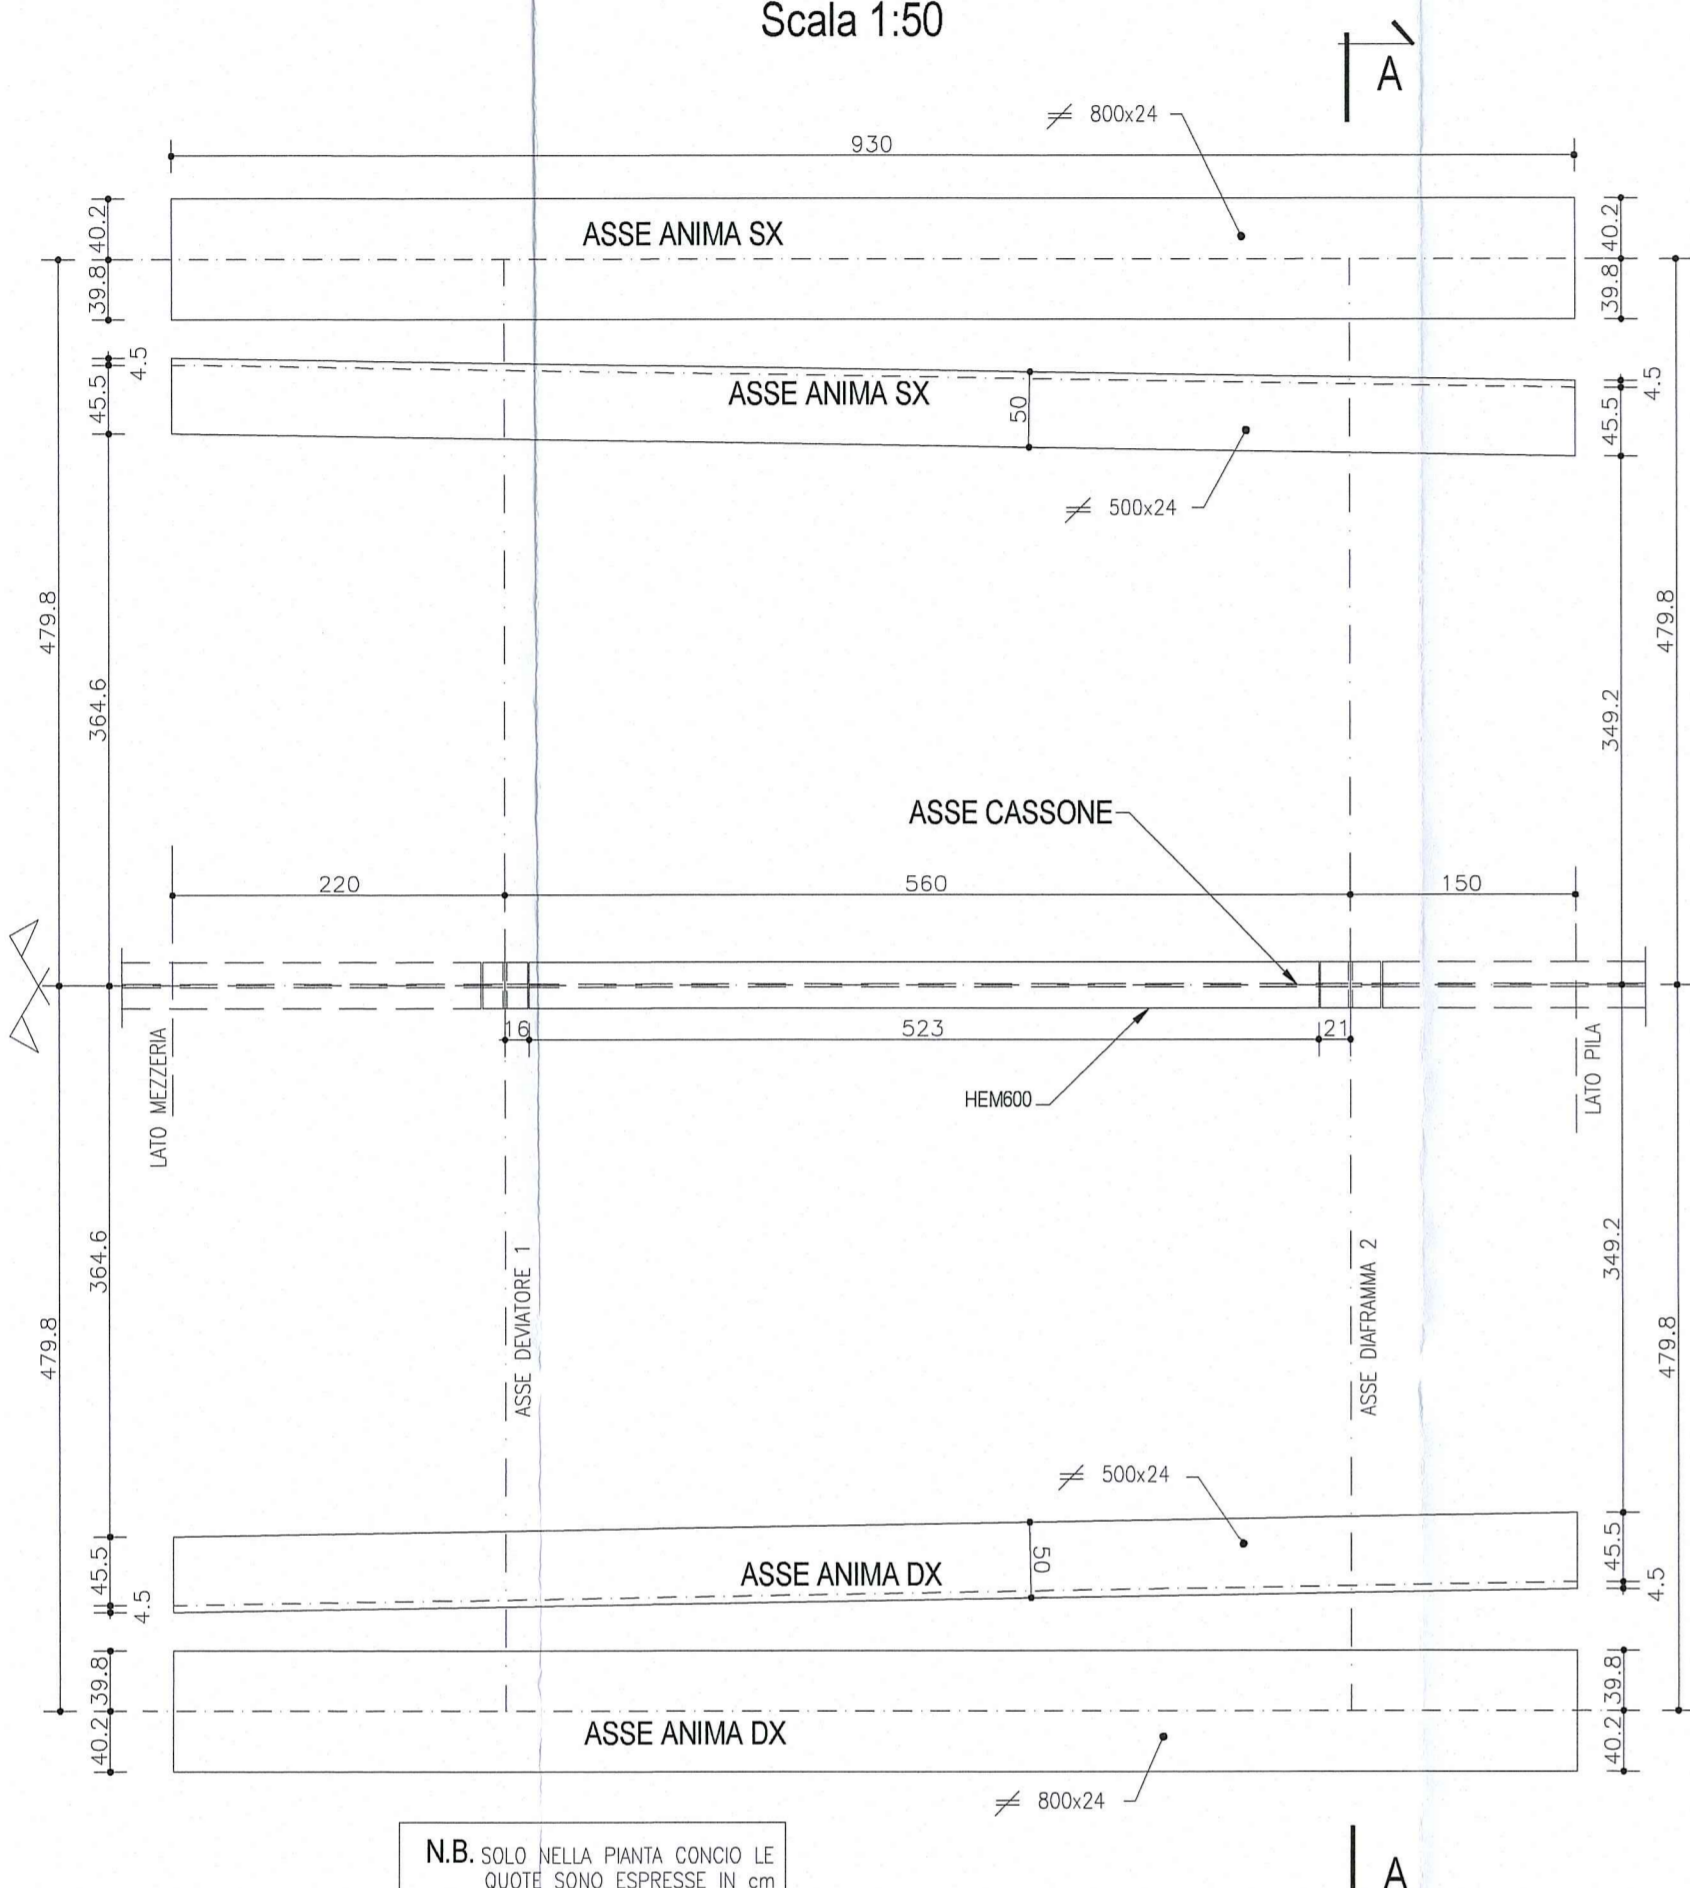 Scala 1:50
A
≠ 800x24
930
40.2
39.8
ASSE ANIMA SX
40.2
39.8
4.5
45.5
ASSE ANIMA SX
50
4.5
45.5
≠ 500x24
479.8
364.6
479.8
349.2
ASSE CASSONE
220
560
150
16
523
21
HEM600
LATO MEZZERIA
LATO PILA
364.6
479.8
ASSE DEVIATORE 1
ASSE DIAFRAMMA 2
349.2
479.8
≠ 500x24
45.5
4.5
ASSE ANIMA DX
50
45.5
4.5
39.8
40.2
ASSE ANIMA DX
39.8
40.2
≠ 800x24
N.B. SOLO NELLA PIANTA CONCIO LE
QUOTE SONO ESPRESSE IN cm
A